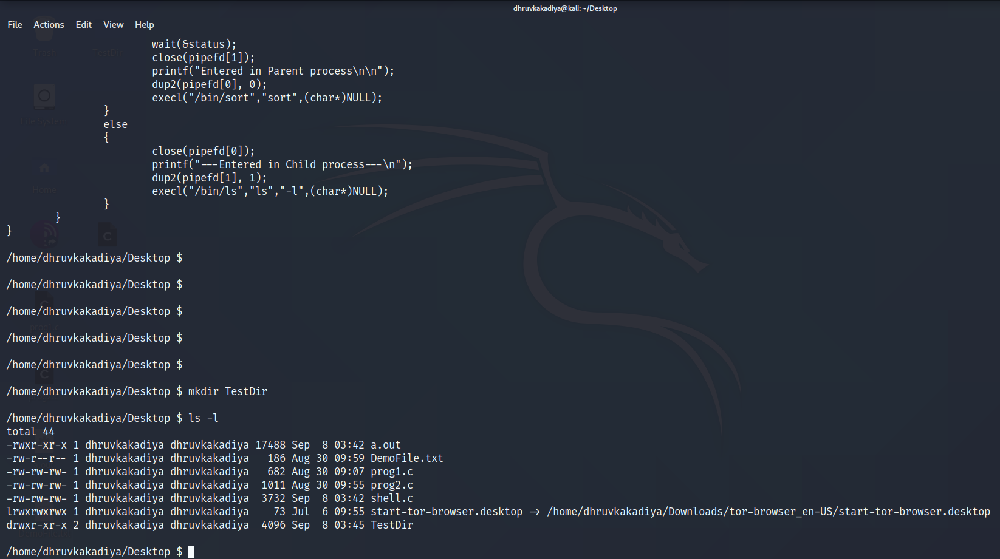 dhruvkakadiya@kali: ~/Desktop
File Actions Edit View Help
wait(&status);
close(pipefd[1]);
printf("Entered in Parent process\n\n");
dup2(pipefd[0], 0);
execl("/bin/sort","sort",(char*)NULL);
}
else
{
close(pipefd[0]);
printf("---Entered in Child process---\n");
dup2(pipefd[1], 1);
execl("/bin/ls","ls","-l",(char*)NULL);
}
}
}
/home/dhruvkakadiya/Desktop $
/home/dhruvkakadiya/Desktop $
/home/dhruvkakadiya/Desktop $
/home/dhruvkakadiya/Desktop $
/home/dhruvkakadiya/Desktop $
/home/dhruvkakadiya/Desktop $ mkdir TestDir
/home/dhruvkakadiya/Desktop $ ls -l
total 44
-rwxr-xr-x 1 dhruvkakadiya dhruvkakadiya 17488 Sep  8 03:42 a.out
-rw-r--r-- 1 dhruvkakadiya dhruvkakadiya   186 Aug 30 09:59 DemoFile.txt
-rw-rw-rw- 1 dhruvkakadiya dhruvkakadiya   682 Aug 30 09:07 prog1.c
-rw-rw-rw- 1 dhruvkakadiya dhruvkakadiya  1011 Aug 30 09:55 prog2.c
-rw-rw-rw- 1 dhruvkakadiya dhruvkakadiya  3732 Sep  8 03:42 shell.c
lrwxrwxrwx 1 dhruvkakadiya dhruvkakadiya    73 Jul  6 09:55 start-tor-browser.desktop -> /home/dhruvkakadiya/Downloads/tor-browser_en-US/start-tor-browser.desktop
drwxr-xr-x 2 dhruvkakadiya dhruvkakadiya  4096 Sep  8 03:45 TestDir
/home/dhruvkakadiya/Desktop $
Trash
TestDir
File System
Home
prog1.c